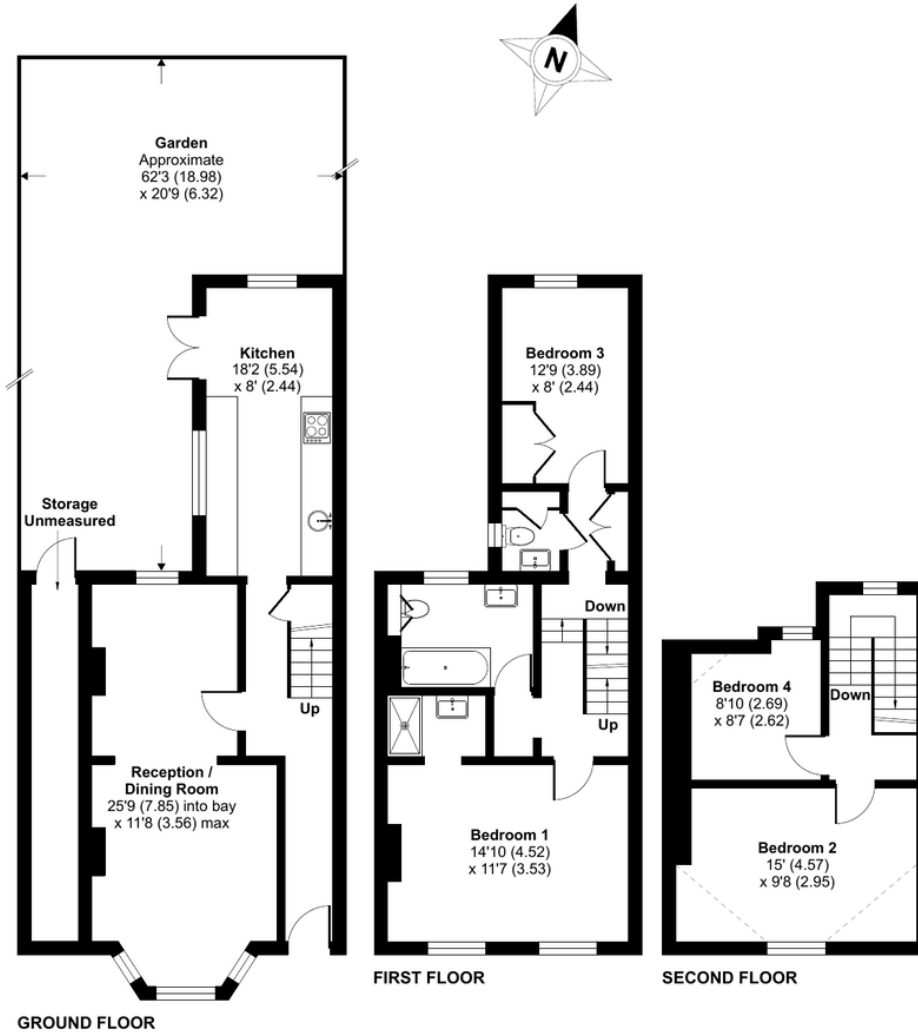 N
Garden
Approximate
62'3 (18.98)
x 20'9 (6.32)
Kitchen
18'2 (5.54)
x 8' (2.44)
Storage
Unmeasured
Up
Reception /
Dining Room
25'9 (7.85) into bay
x 11'8 (3.56) max
GROUND FLOOR
Bedroom 3
12'9 (3.89)
x 8' (2.44)
Down
Up
Bedroom 1
14'10 (4.52)
x 11'7 (3.53)
FIRST FLOOR
Bedroom 4
8'10 (2.69)
x 8'7 (2.62)
Down
Bedroom 2
15' (4.57)
x 9'8 (2.95)
SECOND FLOOR